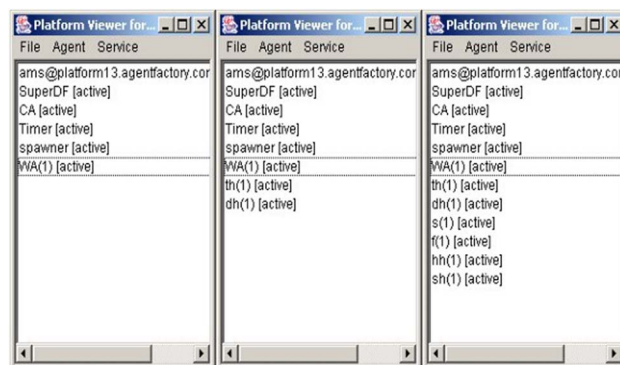 Platform Viewer for...
File Agent Service
ams@platform13.agentfactory.cor
SuperDF [active]
CA [active]
Timer [active]
spawner [active]
WA(1) [active]
Platform Viewer for...
File Agent Service
ams@platform13.agentfactory.cor
SuperDF [active]
CA [active]
Timer [active]
spawner [active]
WA(1) [active]
th(1) [active]
dh(1) [active]
Platform Viewer for...
File Agent Service
ams@platform13.agentfactory.cor
SuperDF [active]
CA [active]
Timer [active]
spawner [active]
WA(1) [active]
th(1) [active]
dh(1) [active]
s(1) [active]
f(1) [active]
hh(1) [active]
sh(1) [active]